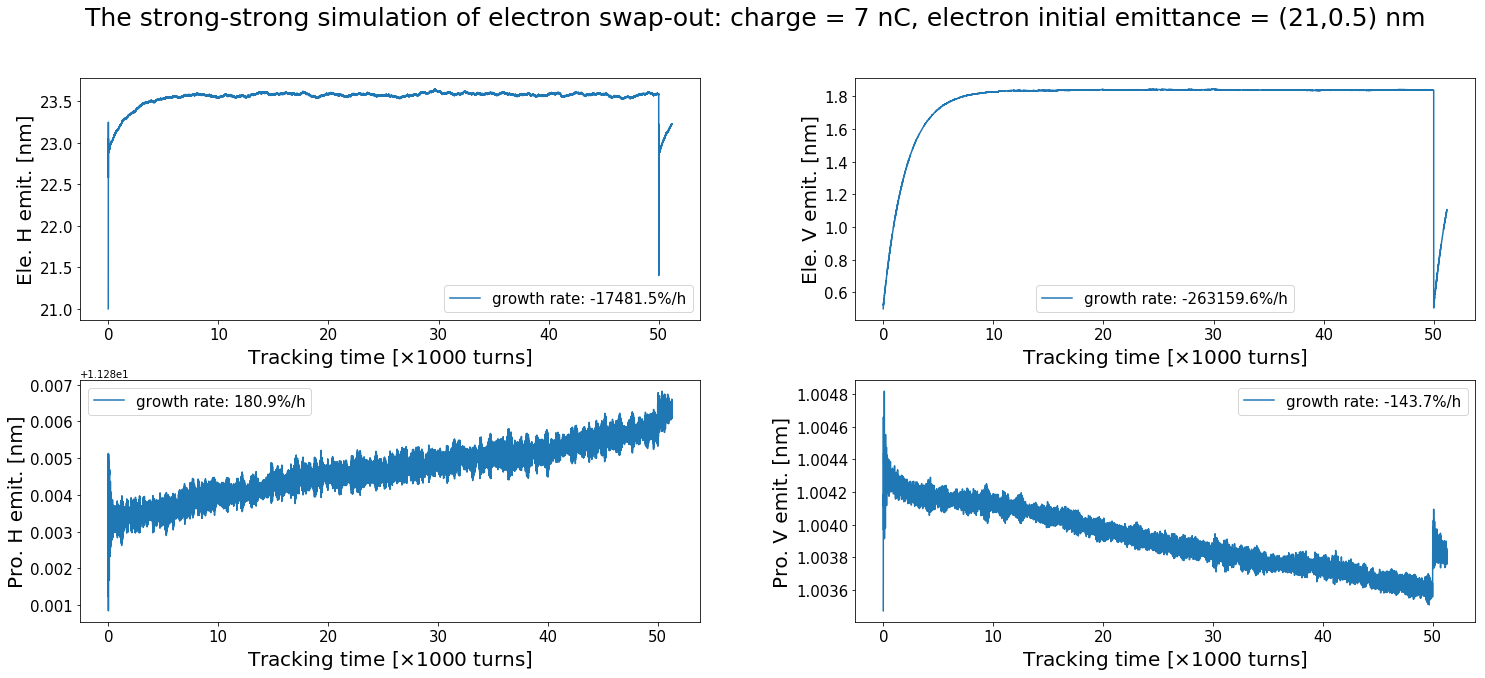 The strong-strong simulation of electron swap-out: charge = 7 nC, electron initial emittance = (21,0.5) nm
Ele. H emit. [nm]
23.5
23.0
22.5
22.0
21.5
21.0
growth rate: -17481.5%/h
0 10 20 30 40 50
Tracking time [×1000 turns]
Ele. V emit. [nm]
1.8
1.6
1.4
1.2
1.0
0.8
0.6
growth rate: -263159.6%/h
0 10 20 30 40 50
Tracking time [×1000 turns]
+1.128e1
Pro. H emit. [nm]
0.007
0.006
0.005
0.004
0.003
0.002
0.001
growth rate: 180.9%/h
0 10 20 30 40 50
Tracking time [×1000 turns]
Pro. V emit. [nm]
1.0048
1.0046
1.0044
1.0042
1.0040
1.0038
1.0036
growth rate: -143.7%/h
0 10 20 30 40 50
Tracking time [×1000 turns]